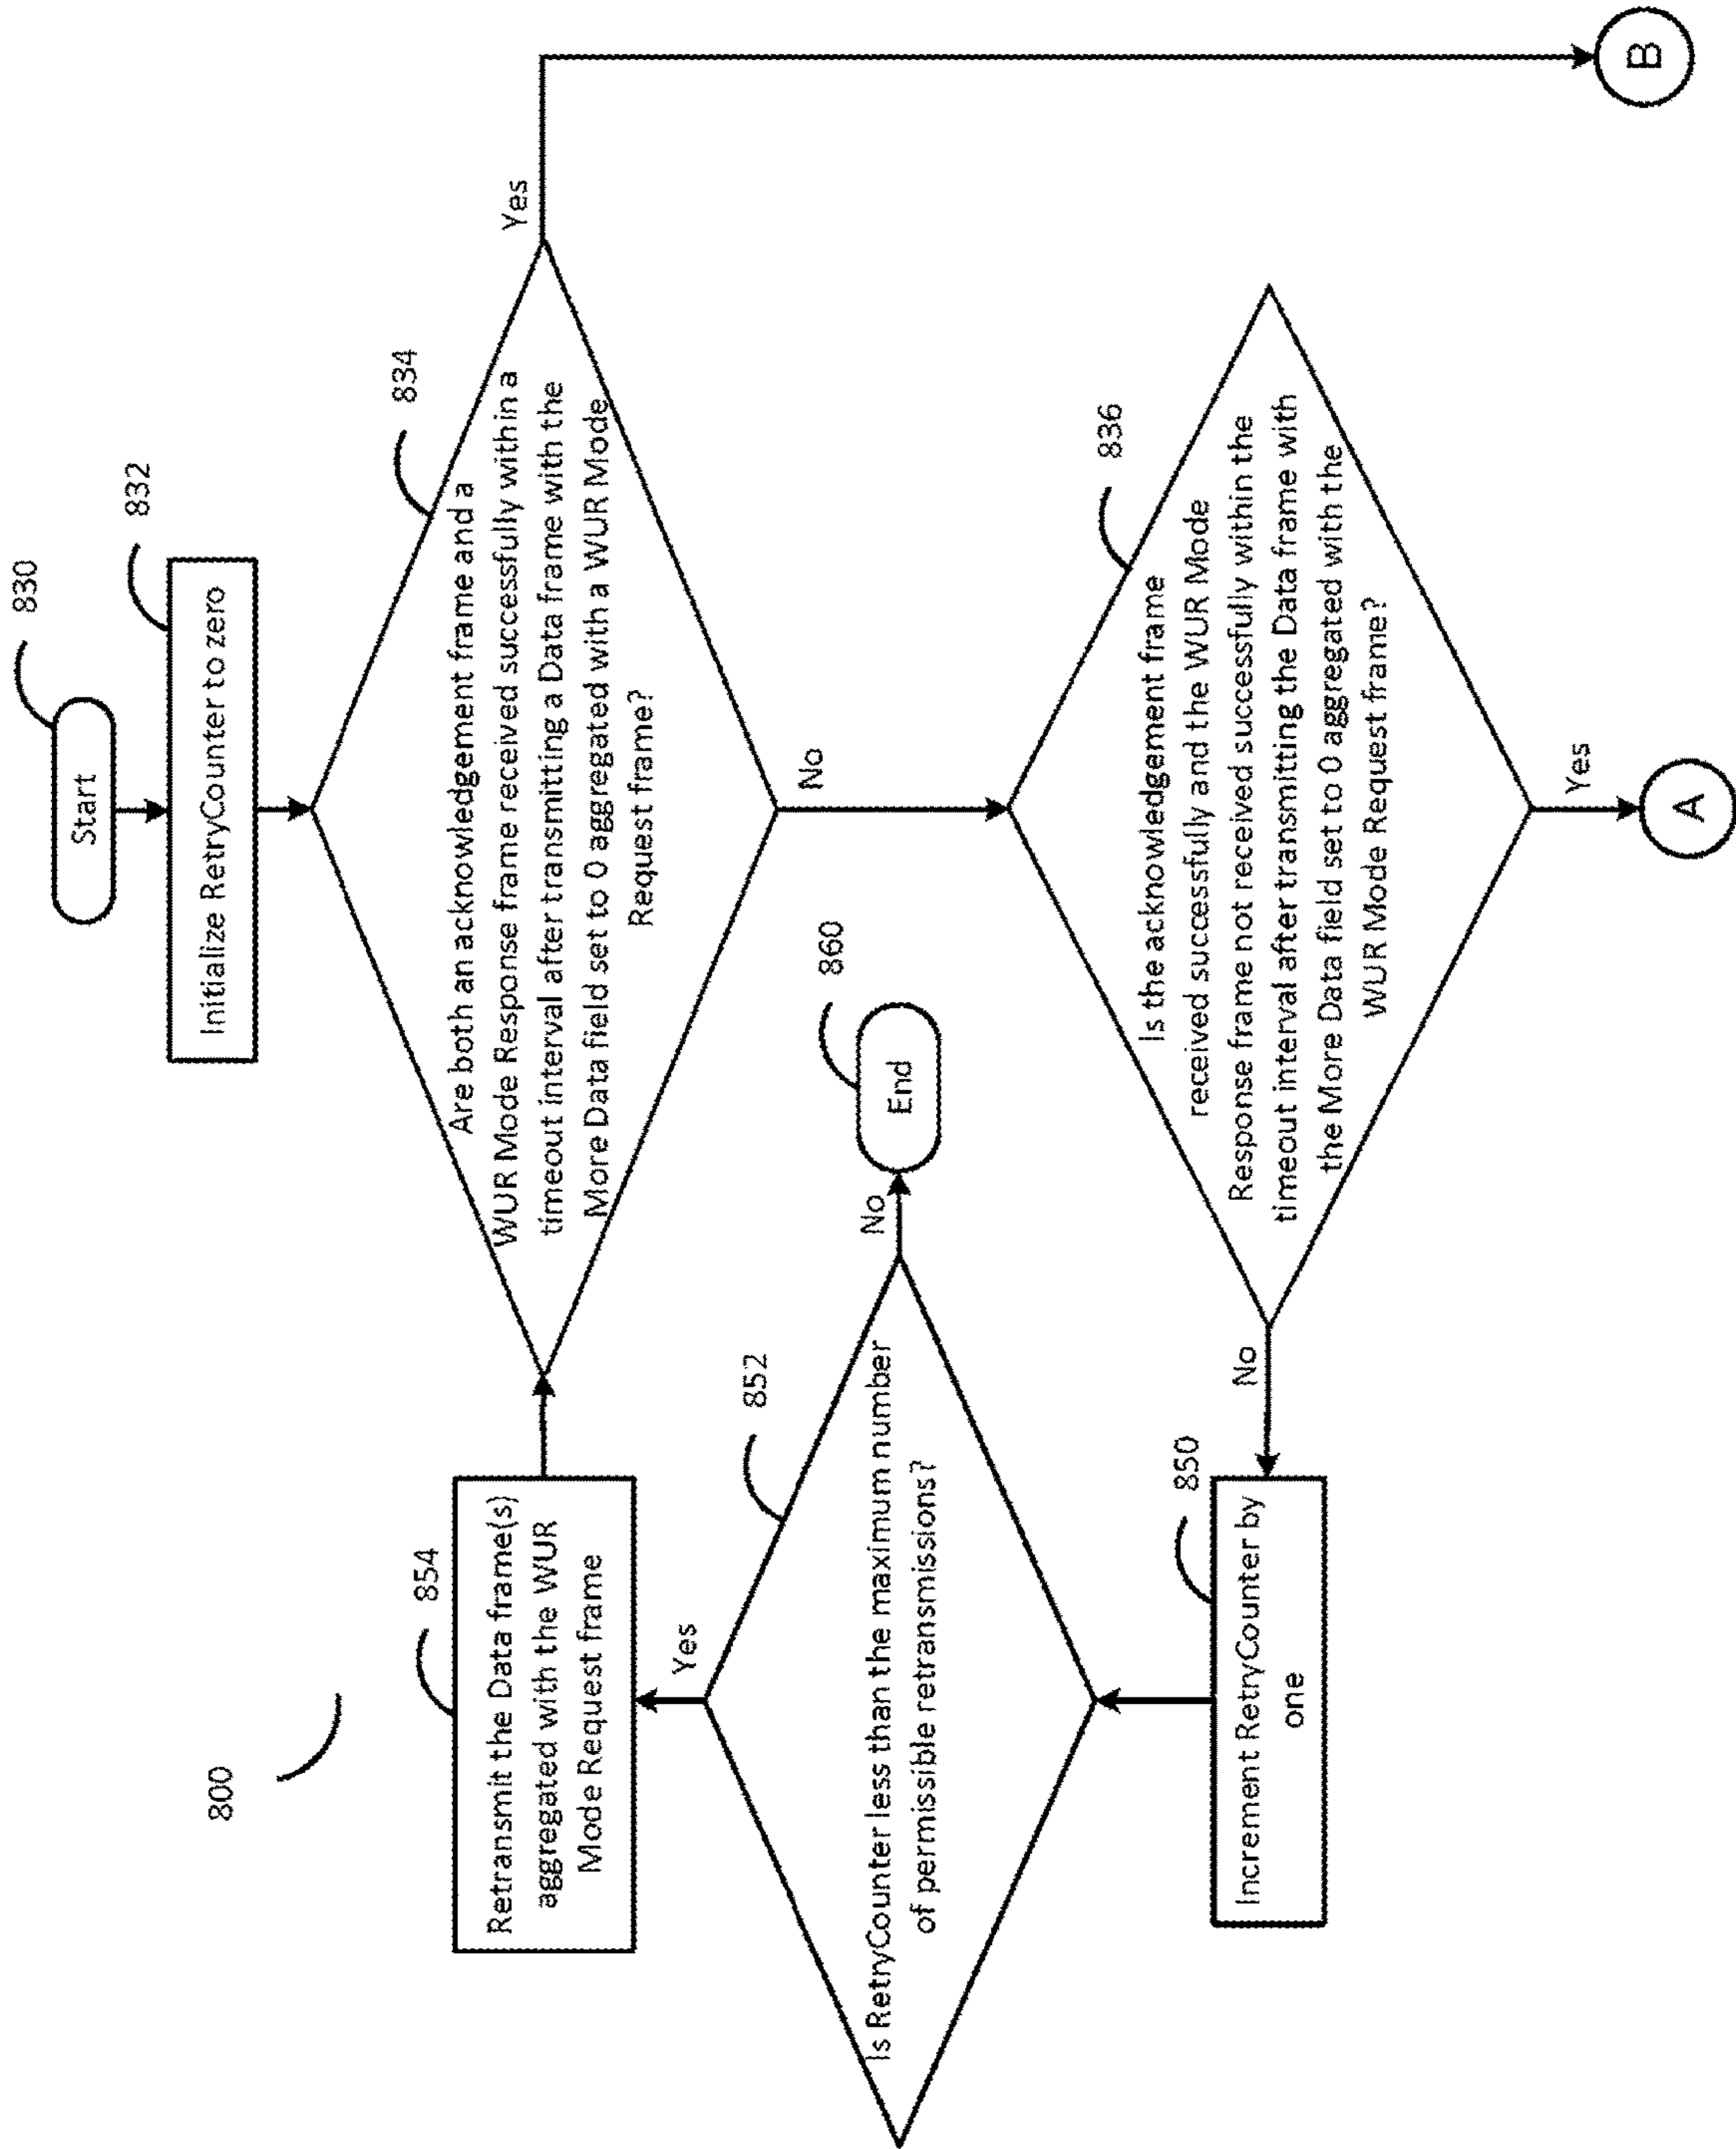 800
830
Start
832
Initialize RetryCounter to zero
834
Are both an acknowledgement frame and a
WUR Mode Response frame received successfully within a
timeout interval after transmitting a Data frame with the
More Data field set to 0 aggregated with a WUR Mode
Request frame?
Yes
B
No
836
Is the acknowledgement frame
received successfully and the WUR Mode
Response frame not received successfully within the
timeout interval after transmitting the Data frame with
the More Data field set to 0 aggregated with the
WUR Mode Request frame?
Yes
A
No
850
Increment RetryCounter by
one
852
Is RetryCounter less than the maximum number
of permissible retransmissions?
No
860
End
Yes
854
Retransmit the Data frame(s)
aggregated with the WUR
Mode Request frame